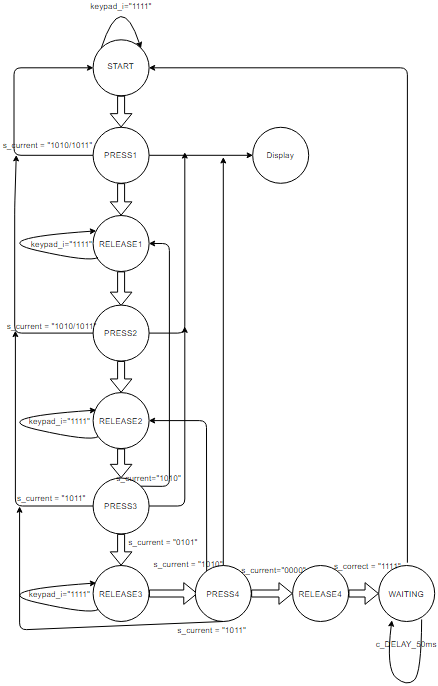 keypad_i="1111"
START
s_current = "1010/1011"
PRESS1
Display
keypad_i="1111"
RELEASE1
s_current = "1010/1011"
PRESS2
keypad_i="1111"
RELEASE2
s_current="1010"
s_current = "1011"
PRESS3
s_current = "0101"
s_current = "1010"
s_current="0000"
s_correct = "1111"
keypad_i="1111"
RELEASE3
PRESS4
RELEASE4
WAITING
s_current = "1011"
c_DELAY_50ms